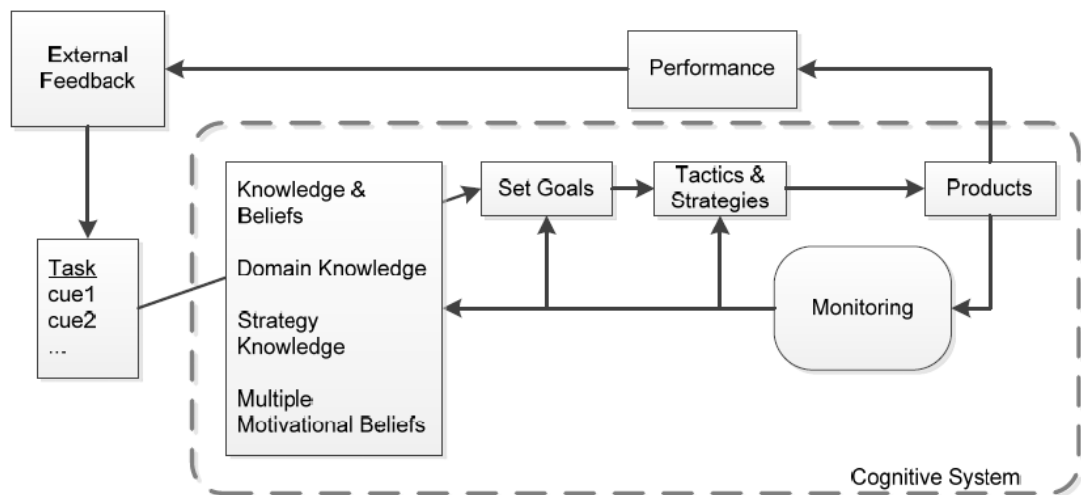 External
Feedback
Performance
Knowledge &
Beliefs
Domain Knowledge
Strategy
Knowledge
Multiple
Motivational Beliefs
Set Goals
Tactics &
Strategies
Products
Task
cue1
cue2
...
Monitoring
Cognitive System